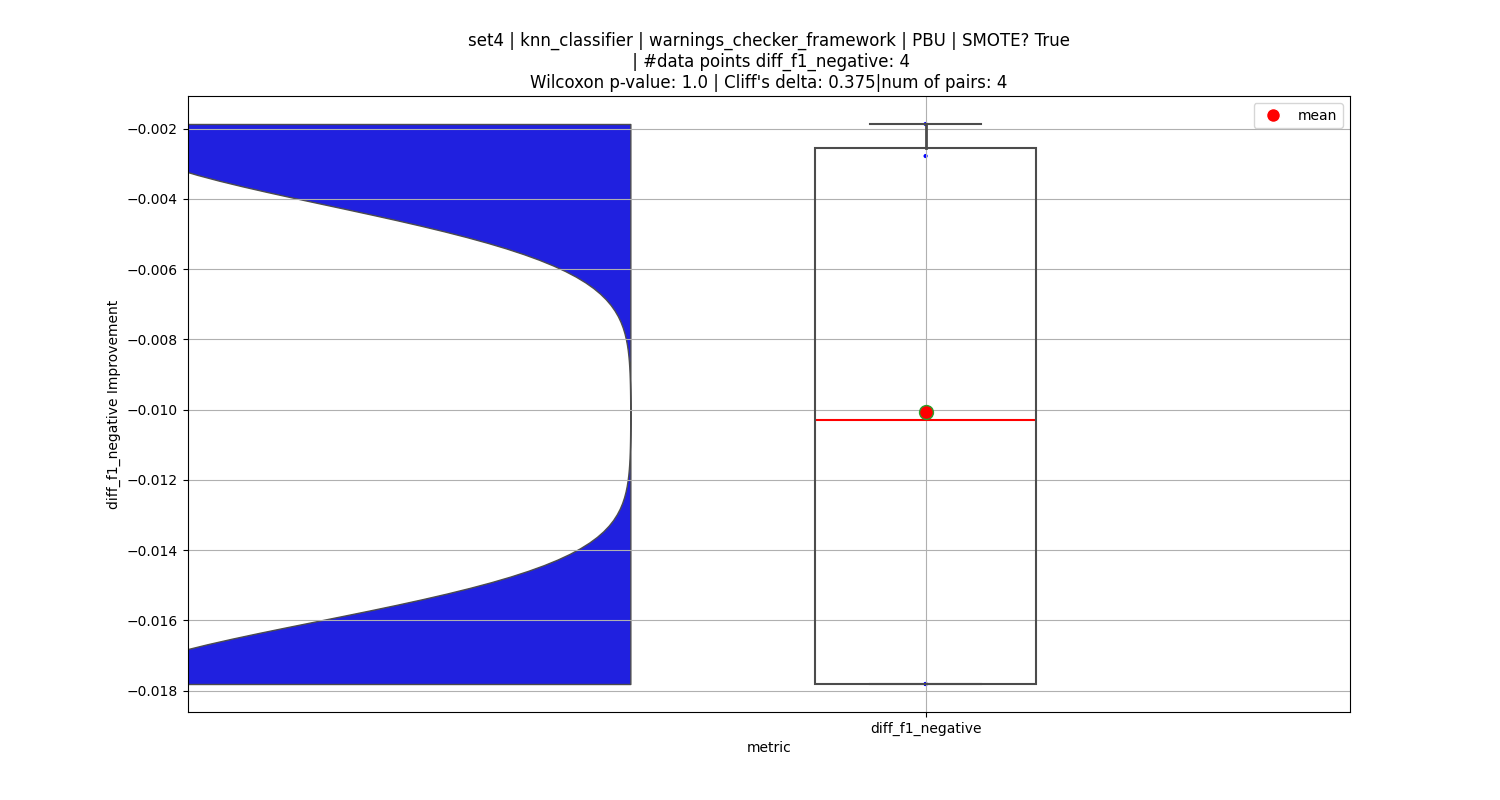 set4 | knn_classifier | warnings_checker_framework | PBU | SMOTE? True
| #data points diff_f1_negative: 4
Wilcoxon p-value: 1.0 | Cliff's delta: 0.375|num of pairs: 4
mean
−0.002
−0.004
−0.006
−0.008
−0.010
−0.012
−0.014
−0.016
−0.018
diff_f1_negative Improvement
diff_f1_negative
metric